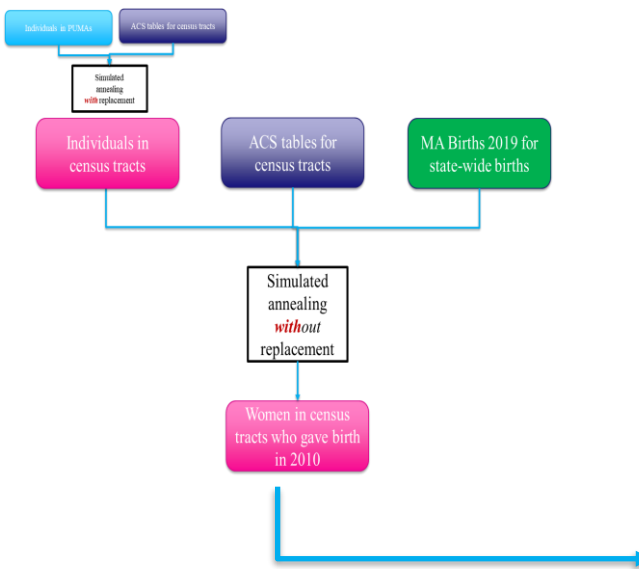 Individuals in PUMAs
ACS tables for census tracts
Simulated
annealing
with replacement
Individuals in
census tracts
ACS tables for
census tracts
MA Births 2019 for
state-wide births
Simulated
annealing
without
replacement
Women in census
tracts who gave birth
in 2010